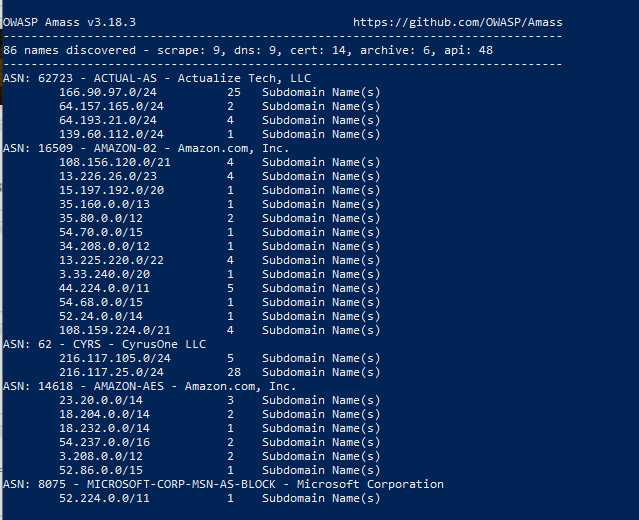 OWASP Amass v3.18.3 https://github.com/OWASP/Amass
--------------------------------------------------------------------------------
86 names discovered - scrape: 9, dns: 9, cert: 14, archive: 6, api: 48
--------------------------------------------------------------------------------
ASN: 62723 - ACTUAL-AS - Actualize Tech, LLC
166.90.97.0/24 25 Subdomain Name(s)
64.157.165.0/24 2 Subdomain Name(s)
64.193.21.0/24 4 Subdomain Name(s)
139.60.112.0/24 1 Subdomain Name(s)
ASN: 16509 - AMAZON-02 - Amazon.com, Inc.
108.156.120.0/21 4 Subdomain Name(s)
13.226.26.0/23 4 Subdomain Name(s)
15.197.192.0/20 1 Subdomain Name(s)
35.160.0.0/13 1 Subdomain Name(s)
35.80.0.0/12 2 Subdomain Name(s)
54.70.0.0/15 1 Subdomain Name(s)
34.208.0.0/12 1 Subdomain Name(s)
13.225.220.0/22 4 Subdomain Name(s)
3.33.240.0/20 1 Subdomain Name(s)
44.224.0.0/11 5 Subdomain Name(s)
54.68.0.0/15 1 Subdomain Name(s)
52.24.0.0/14 1 Subdomain Name(s)
108.159.224.0/21 4 Subdomain Name(s)
ASN: 62 - CYRS - CyrusOne LLC
216.117.105.0/24 5 Subdomain Name(s)
216.117.25.0/24 28 Subdomain Name(s)
ASN: 14618 - AMAZON-AES - Amazon.com, Inc.
23.20.0.0/14 3 Subdomain Name(s)
18.204.0.0/14 2 Subdomain Name(s)
18.232.0.0/14 1 Subdomain Name(s)
54.237.0.0/16 2 Subdomain Name(s)
3.208.0.0/12 2 Subdomain Name(s)
52.86.0.0/15 1 Subdomain Name(s)
ASN: 8075 - MICROSOFT-CORP-MSN-AS-BLOCK - Microsoft Corporation
52.224.0.0/11 1 Subdomain Name(s)